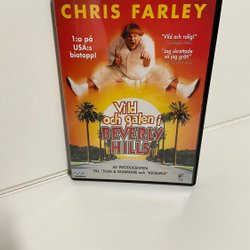 CHRIS FARLEY
1:a på
USA:s
biotopp!
"Vild och roligt"
"Jag skrattade
så jag grät!"
Vild
och galen i
BEVERLY
HILLS
AV PRODUCENTEN
TILL "DUM & DUMMARE" och "KINGPIN"